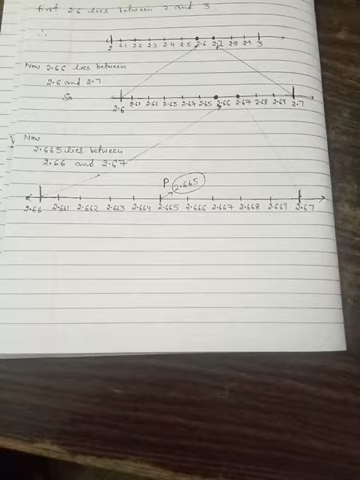 first 2.6 lies between 2 and 3
∴
2 2.1 2.2 2.3 2.4 2.5 2.6 2.7 2.8 2.9 3
Now 2.66 lies between
2.6 and 2.7
So
2.6 2.61 2.62 2.63 2.64 2.65 2.66 2.67 2.68 2.69 2.7
Now
2.665 lies between
2.66 and 2.67
P 2.665
2.66 2.661 2.662 2.663 2.664 2.665 2.666 2.667 2.668 2.669 2.67